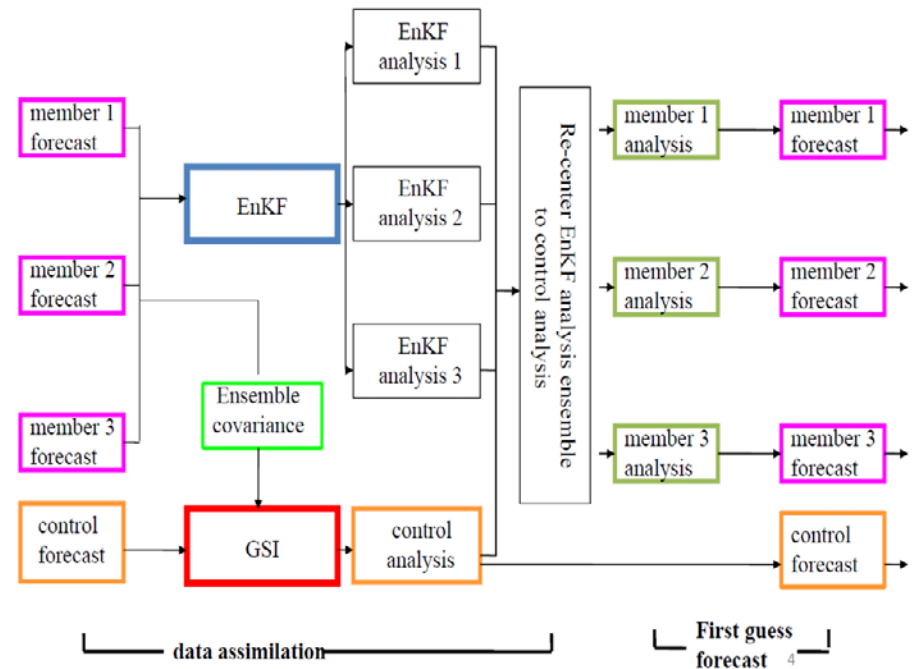 member 1
forecast
member 2
forecast
member 3
forecast
control
forecast
EnKF
Ensemble
covariance
GSI
EnKF
analysis 1
EnKF
analysis 2
EnKF
analysis 3
control
analysis
Re-center EnKF analysis ensemble
to control analysis
member 1
analysis
member 2
analysis
member 3
analysis
member 1
forecast
member 2
forecast
member 3
forecast
control
forecast
data assimilation
First guess
forecast 4